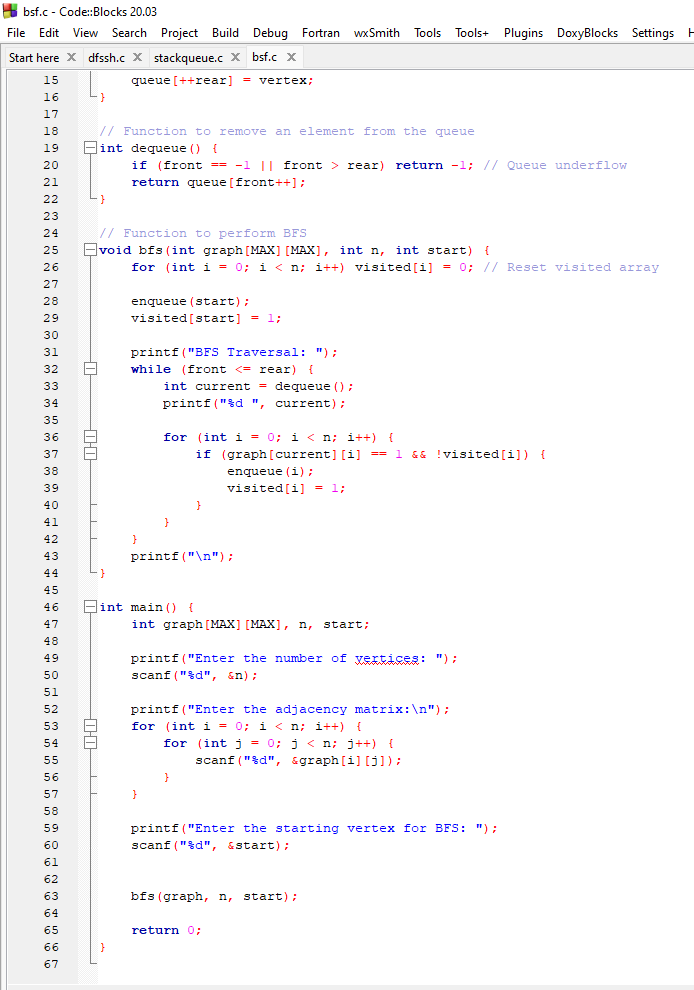 bsf.c - Code::Blocks 20.03
File Edit View Search Project Build Debug Fortran wxSmith Tools Tools+ Plugins DoxyBlocks Settings H
Start here dfssh.c stackqueue.c bsf.c
15 queue[++rear] = vertex;
16 }
17
18 // Function to remove an element from the queue
19 int dequeue() {
20 if (front == -1 || front > rear) return -1; // Queue underflow
21 return queue[front++];
22 }
23
24 // Function to perform BFS
25 void bfs(int graph[MAX][MAX], int n, int start) {
26 for (int i = 0; i < n; i++) visited[i] = 0; // Reset visited array
27
28 enqueue(start);
29 visited[start] = 1;
30
31 printf("BFS Traversal: ");
32 while (front <= rear) {
33 int current = dequeue();
34 printf("%d ", current);
35
36 for (int i = 0; i < n; i++) {
37 if (graph[current][i] == 1 && !visited[i]) {
38 enqueue(i);
39 visited[i] = 1;
40 }
41 }
42 }
43 printf("\n");
44 }
45
46 int main() {
47 int graph[MAX][MAX], n, start;
48
49 printf("Enter the number of vertices: ");
50 scanf("%d", &n);
51
52 printf("Enter the adjacency matrix:\n");
53 for (int i = 0; i < n; i++) {
54 for (int j = 0; j < n; j++) {
55 scanf("%d", &graph[i][j]);
56 }
57 }
58
59 printf("Enter the starting vertex for BFS: ");
60 scanf("%d", &start);
61
62
63 bfs(graph, n, start);
64
65 return 0;
66 }
67